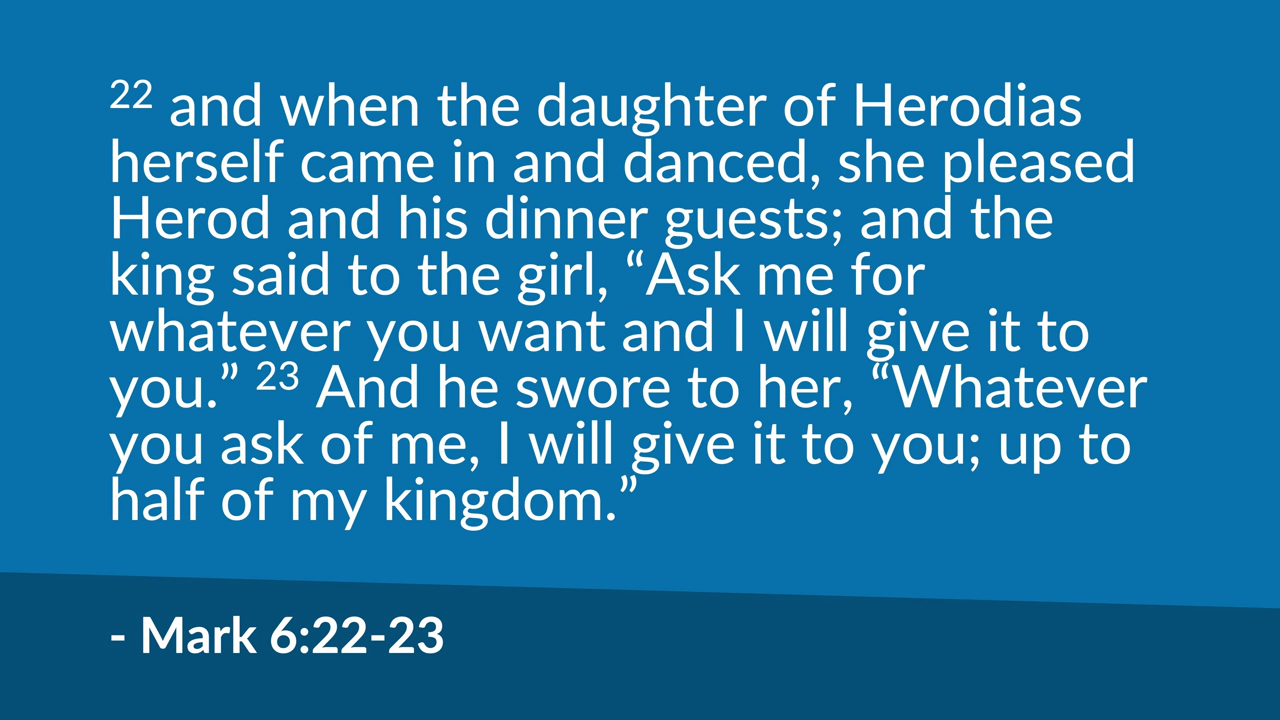 22 and when the daughter of Herodias
herself came in and danced, she pleased
Herod and his dinner guests; and the
king said to the girl, “Ask me for
whatever you want and I will give it to
you.” 23 And he swore to her, “Whatever
you ask of me, I will give it to you; up to
half of my kingdom.”
- Mark 6:22-23